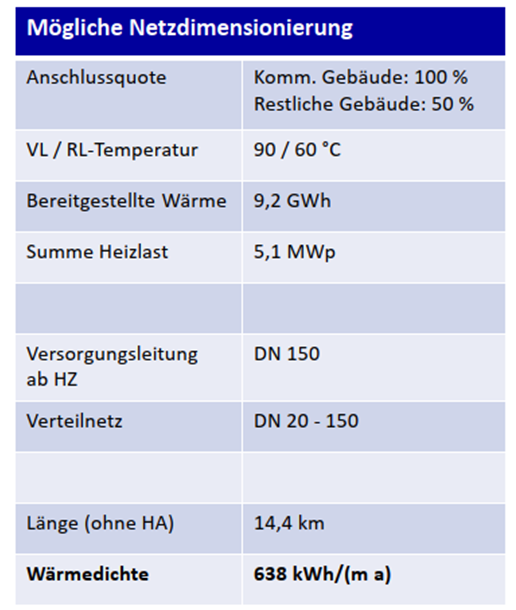 Mögliche Netzdimensionierung
Anschlussquote
Komm. Gebäude: 100 %
Restliche Gebäude: 50 %
VL / RL-Temperatur
90 / 60 °C
Bereitgestellte Wärme
9,2 GWh
Summe Heizlast
5,1 MWp
Versorgungsleitung
ab HZ
DN 150
Verteilnetz
DN 20 - 150
Länge (ohne HA)
14,4 km
Wärmedichte
638 kWh/(m a)